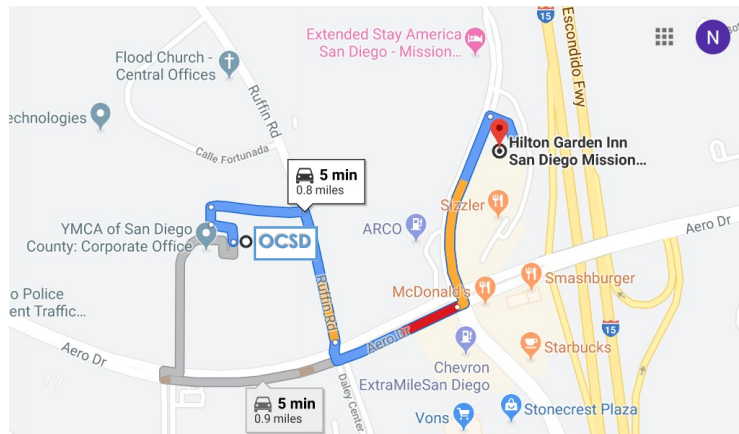 Extended Stay America
San Diego - Mission...
15
Escondido Fwy
N
Flood Church -
Central Offices
Ruffin Rd
echnologies
Calle Fortunada
Hilton Garden Inn
San Diego Mission...
5 min
0.8 miles
Sizzler
YMCA of San Diego
County: Corporate Office
OCSD
ARCO
Aero Dr
Ruffin Rd
McDonald's
Smashburger
o Police
ent Traffic...
15
Aero Dr
Aero Dr
Starbucks
Chevron
ExtraMileSan Diego
Daley Center
5 min
0.9 miles
Vons
Stonecrest Plaza